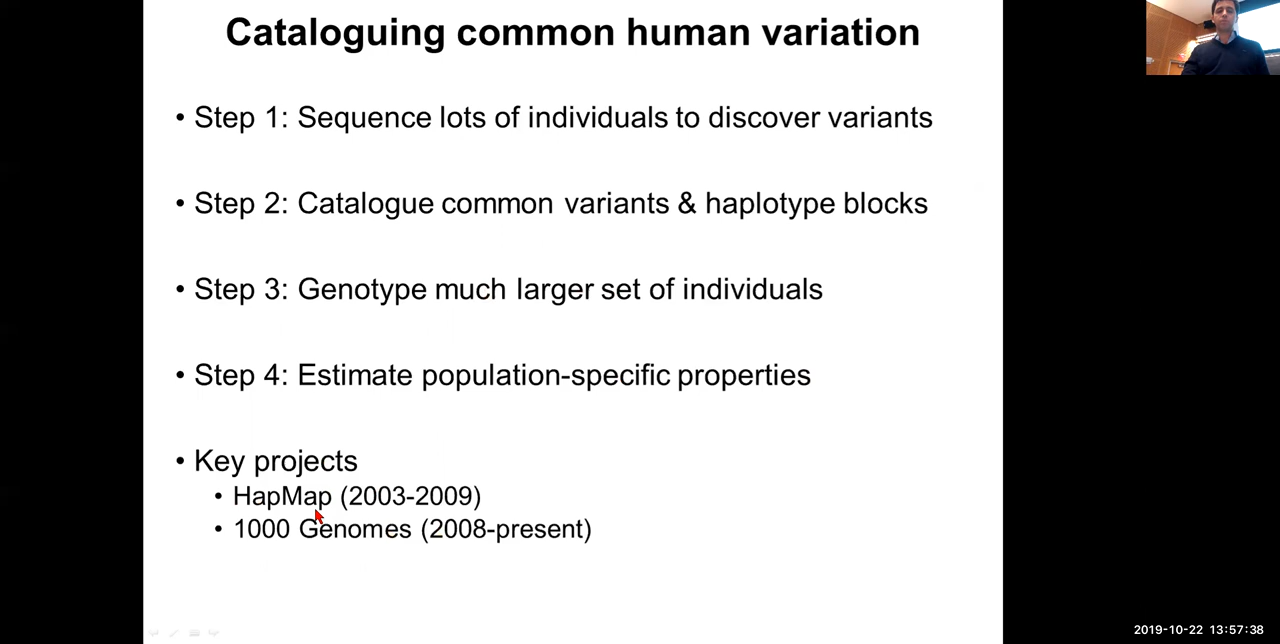 Cataloguing common human variation
• Step 1: Sequence lots of individuals to discover variants
• Step 2: Catalogue common variants & haplotype blocks
• Step 3: Genotype much larger set of individuals
• Step 4: Estimate population-specific properties
• Key projects
• HapMap (2003-2009)
• 1000 Genomes (2008-present)
2019-10-22 13:57:38